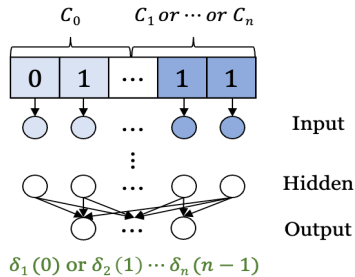 C₀ C₁ or ⋯ or Cₙ
0 1 ⋯ 1 1
⋯ Input
⋮
⋯ Hidden
⋯ Output
δ₁(0) or δ₂(1) ⋯ δₙ(n − 1)